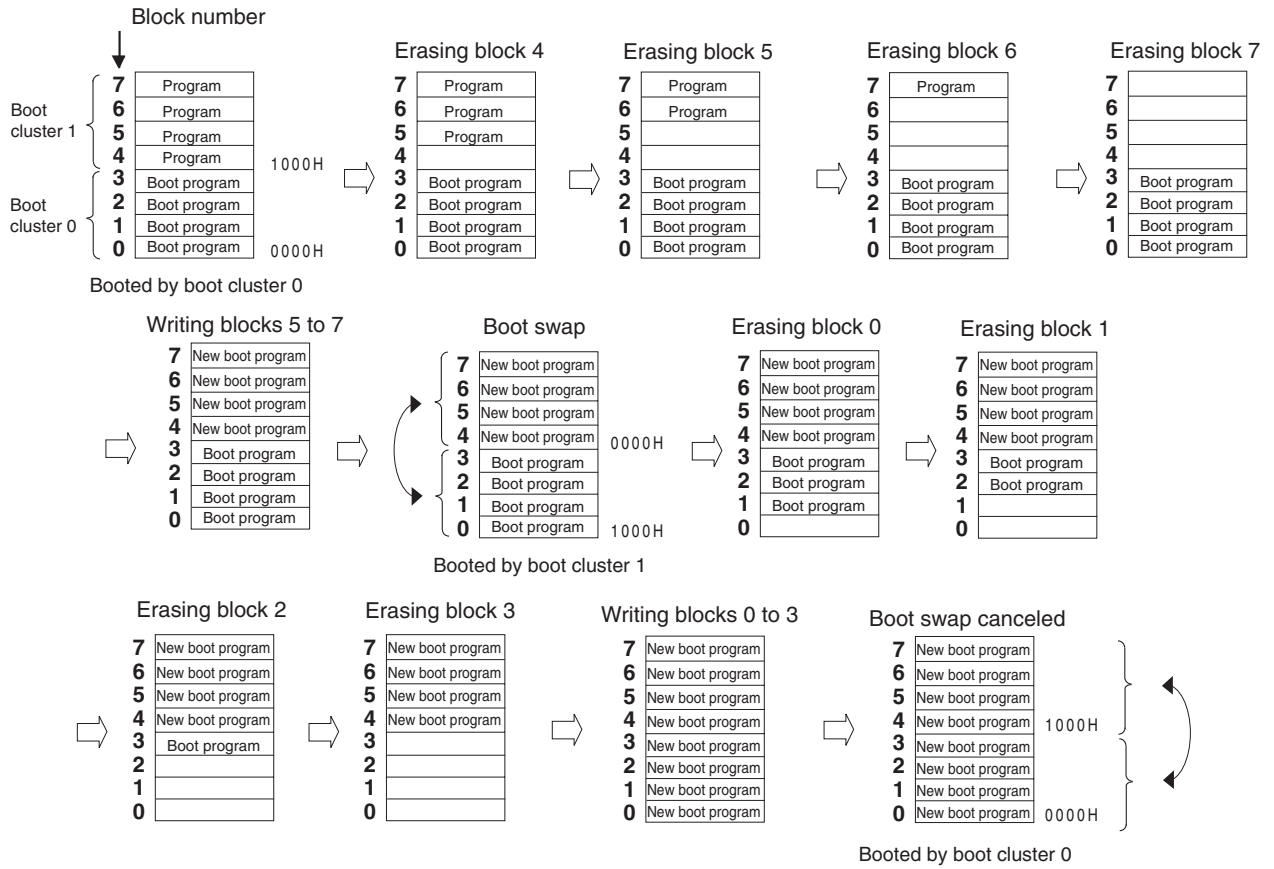 Block number
Erasing block 4
Erasing block 5
Erasing block 6
Erasing block 7
Boot cluster 1
Boot cluster 0
7 Program
6 Program
5 Program
4 Program
1000H
3 Boot program
2 Boot program
1 Boot program
0 Boot program
0000H
7 Program
6 Program
5 Program
4
3 Boot program
2 Boot program
1 Boot program
0 Boot program
7 Program
6 Program
5
4
3 Boot program
2 Boot program
1 Boot program
0 Boot program
7 Program
6
5
4
3 Boot program
2 Boot program
1 Boot program
0 Boot program
7
6
5
4
3 Boot program
2 Boot program
1 Boot program
0 Boot program
Booted by boot cluster 0
Writing blocks 5 to 7
7 New boot program
6 New boot program
5 New boot program
4 New boot program
3 Boot program
2 Boot program
1 Boot program
0 Boot program
Boot swap
7 New boot program
6 New boot program
5 New boot program
4 New boot program
0000H
3 Boot program
2 Boot program
1 Boot program
0 Boot program
1000H
Booted by boot cluster 1
Erasing block 0
7 New boot program
6 New boot program
5 New boot program
4 New boot program
3 Boot program
2 Boot program
1 Boot program
0
Erasing block 1
7 New boot program
6 New boot program
5 New boot program
4 New boot program
3 Boot program
2 Boot program
1
0
Erasing block 2
7 New boot program
6 New boot program
5 New boot program
4 New boot program
3 Boot program
2
1
0
Erasing block 3
7 New boot program
6 New boot program
5 New boot program
4 New boot program
3
2
1
0
Writing blocks 0 to 3
7 New boot program
6 New boot program
5 New boot program
4 New boot program
3 New boot program
2 New boot program
1 New boot program
0 New boot program
Boot swap canceled
7 New boot program
6 New boot program
5 New boot program
4 New boot program
1000H
3 New boot program
2 New boot program
1 New boot program
0 New boot program
0000H
Booted by boot cluster 0